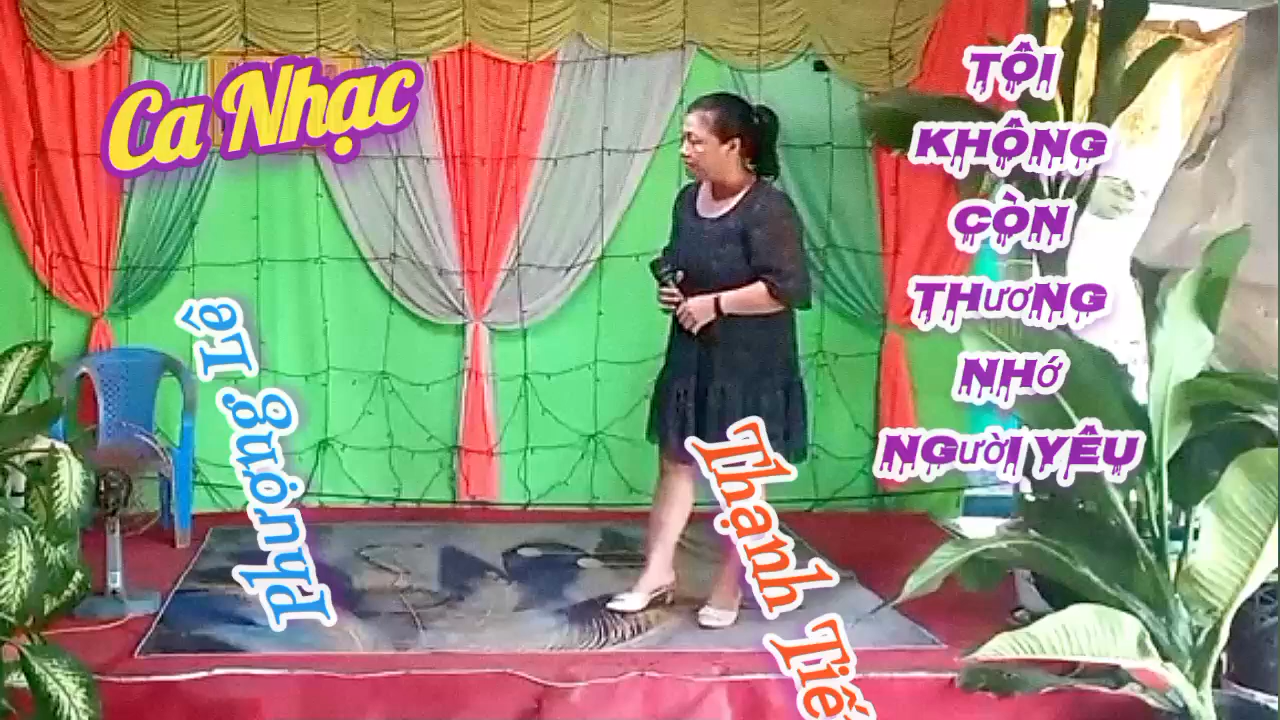 Ca Nhạc
TÔI
KHÔNG
CÒN
THƯƠNG
NHỚ
NGƯỜI YÊU
Phượng Lê
Thạnh Tiế